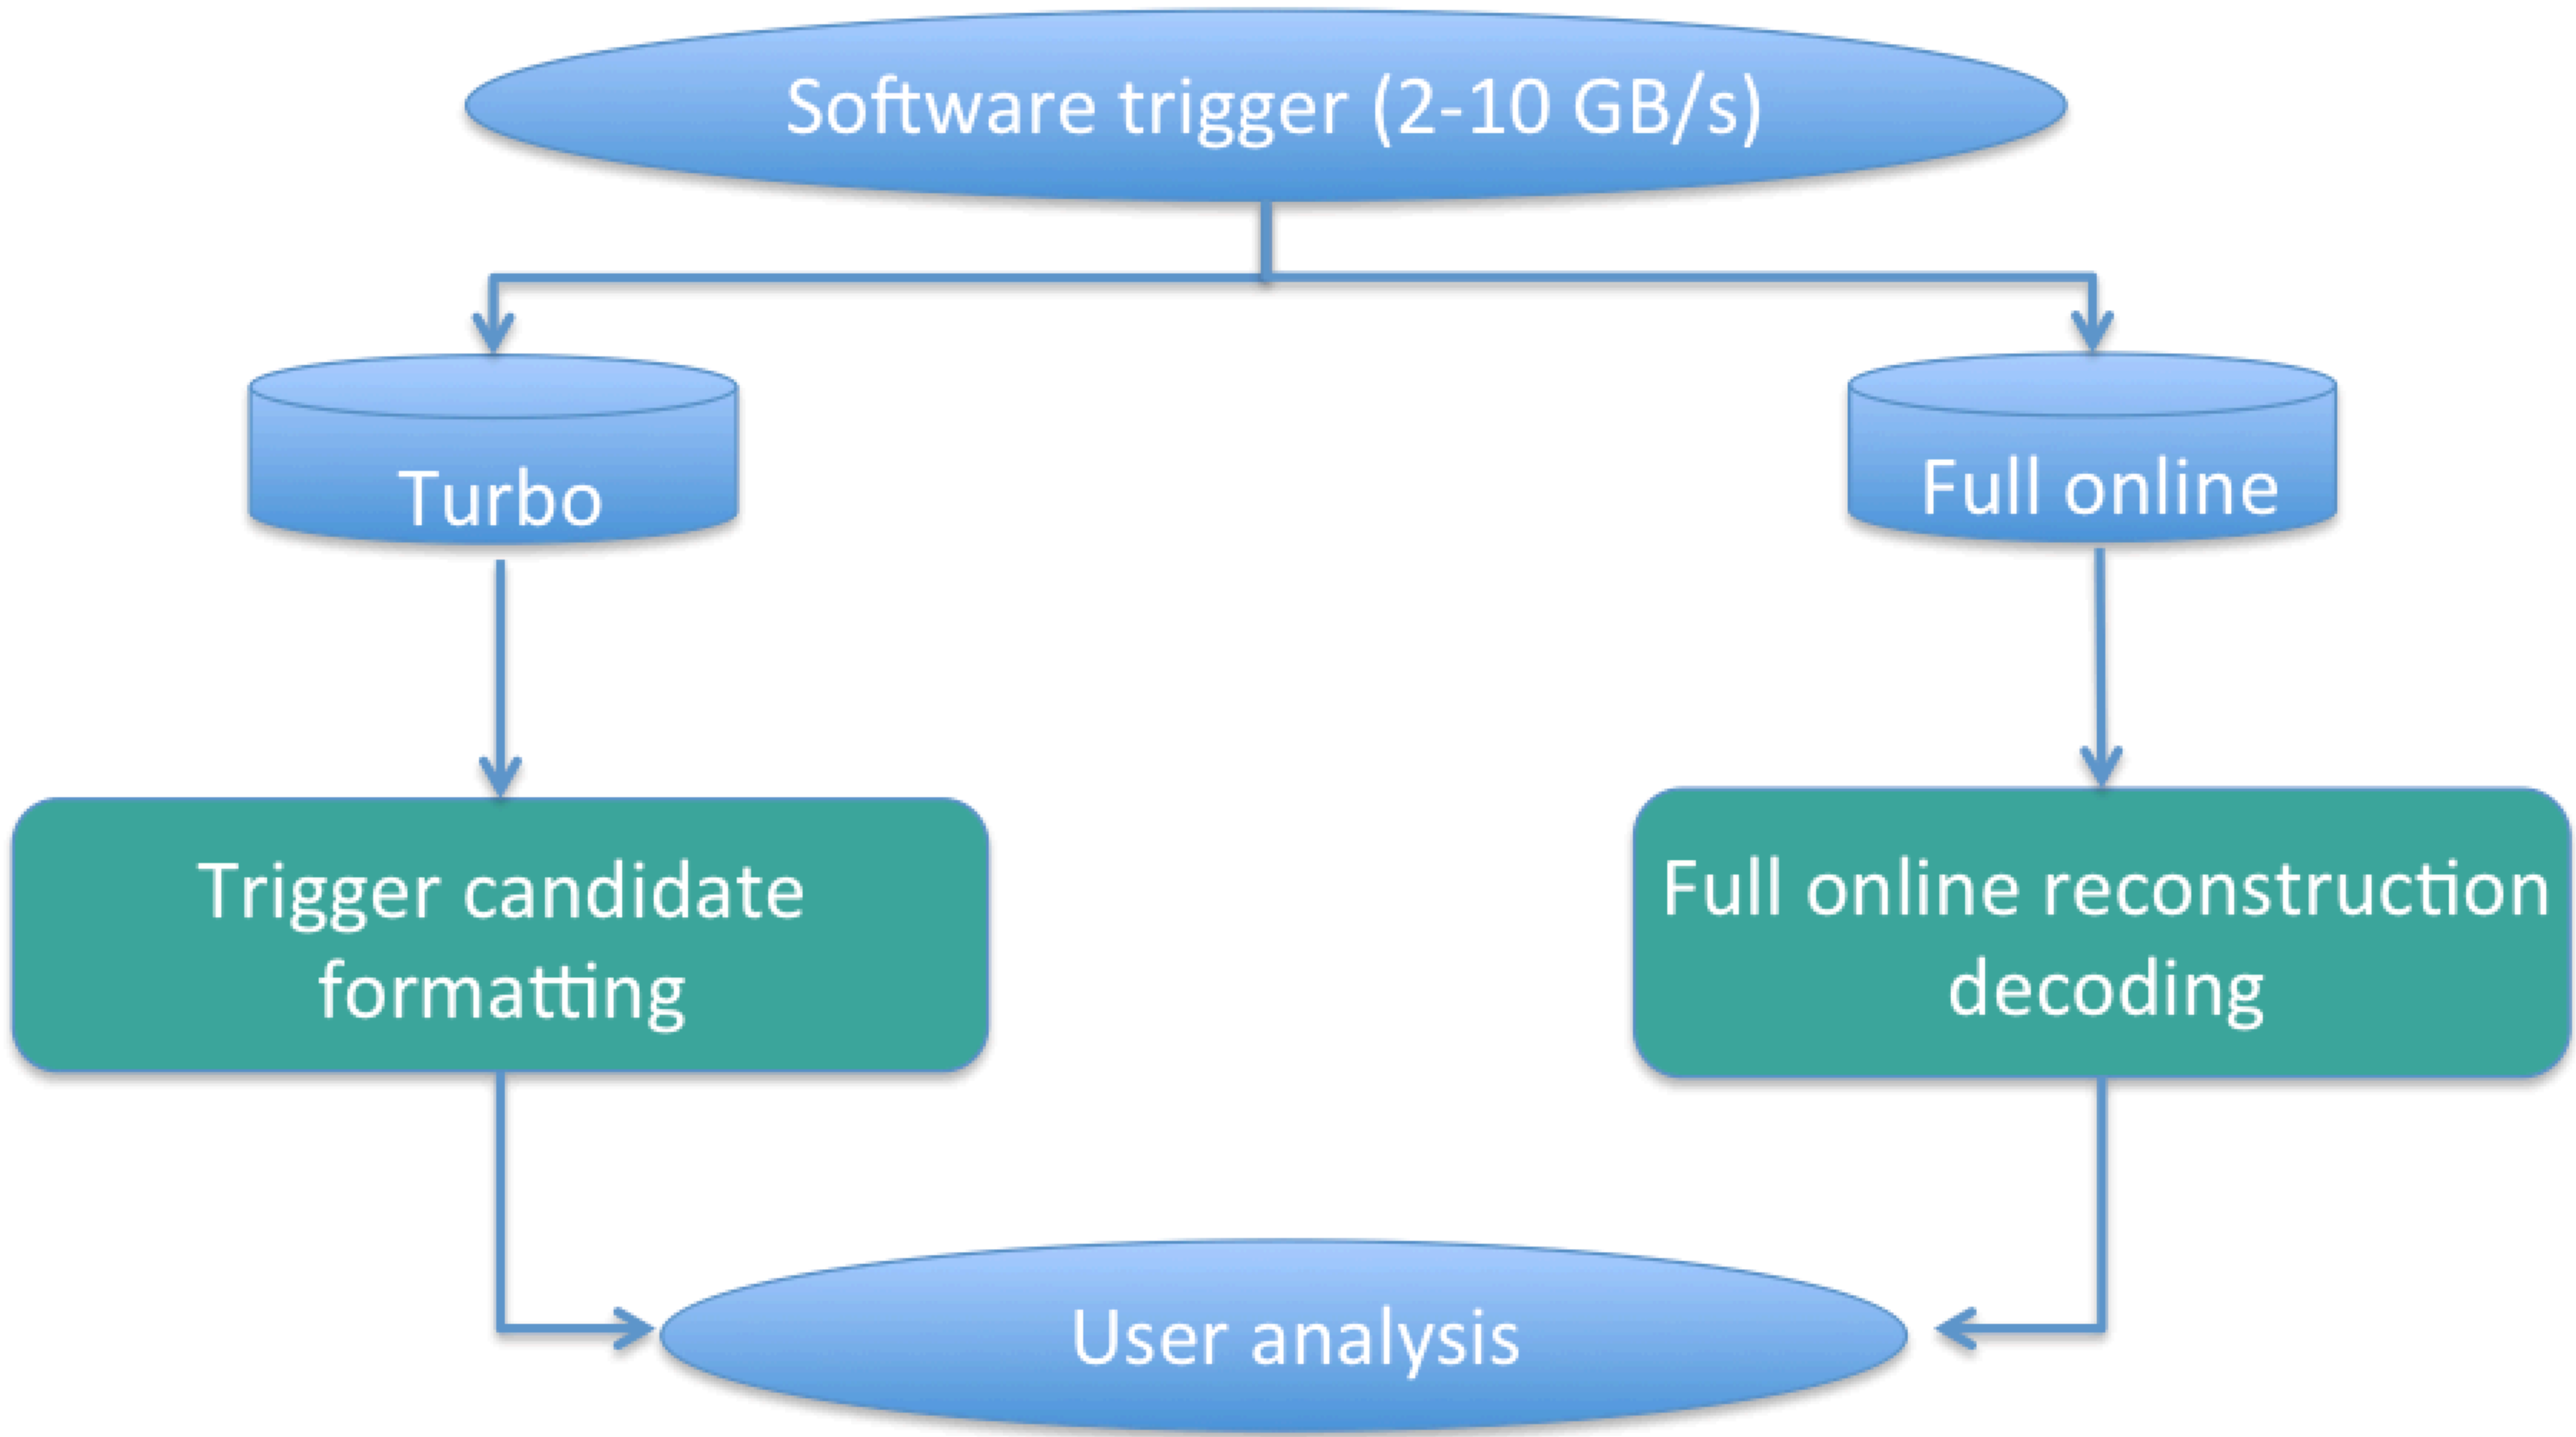 Software trigger (2-10 GB/s)
Turbo
Full online
Trigger candidate
formatting
Full online reconstruction
decoding
User analysis